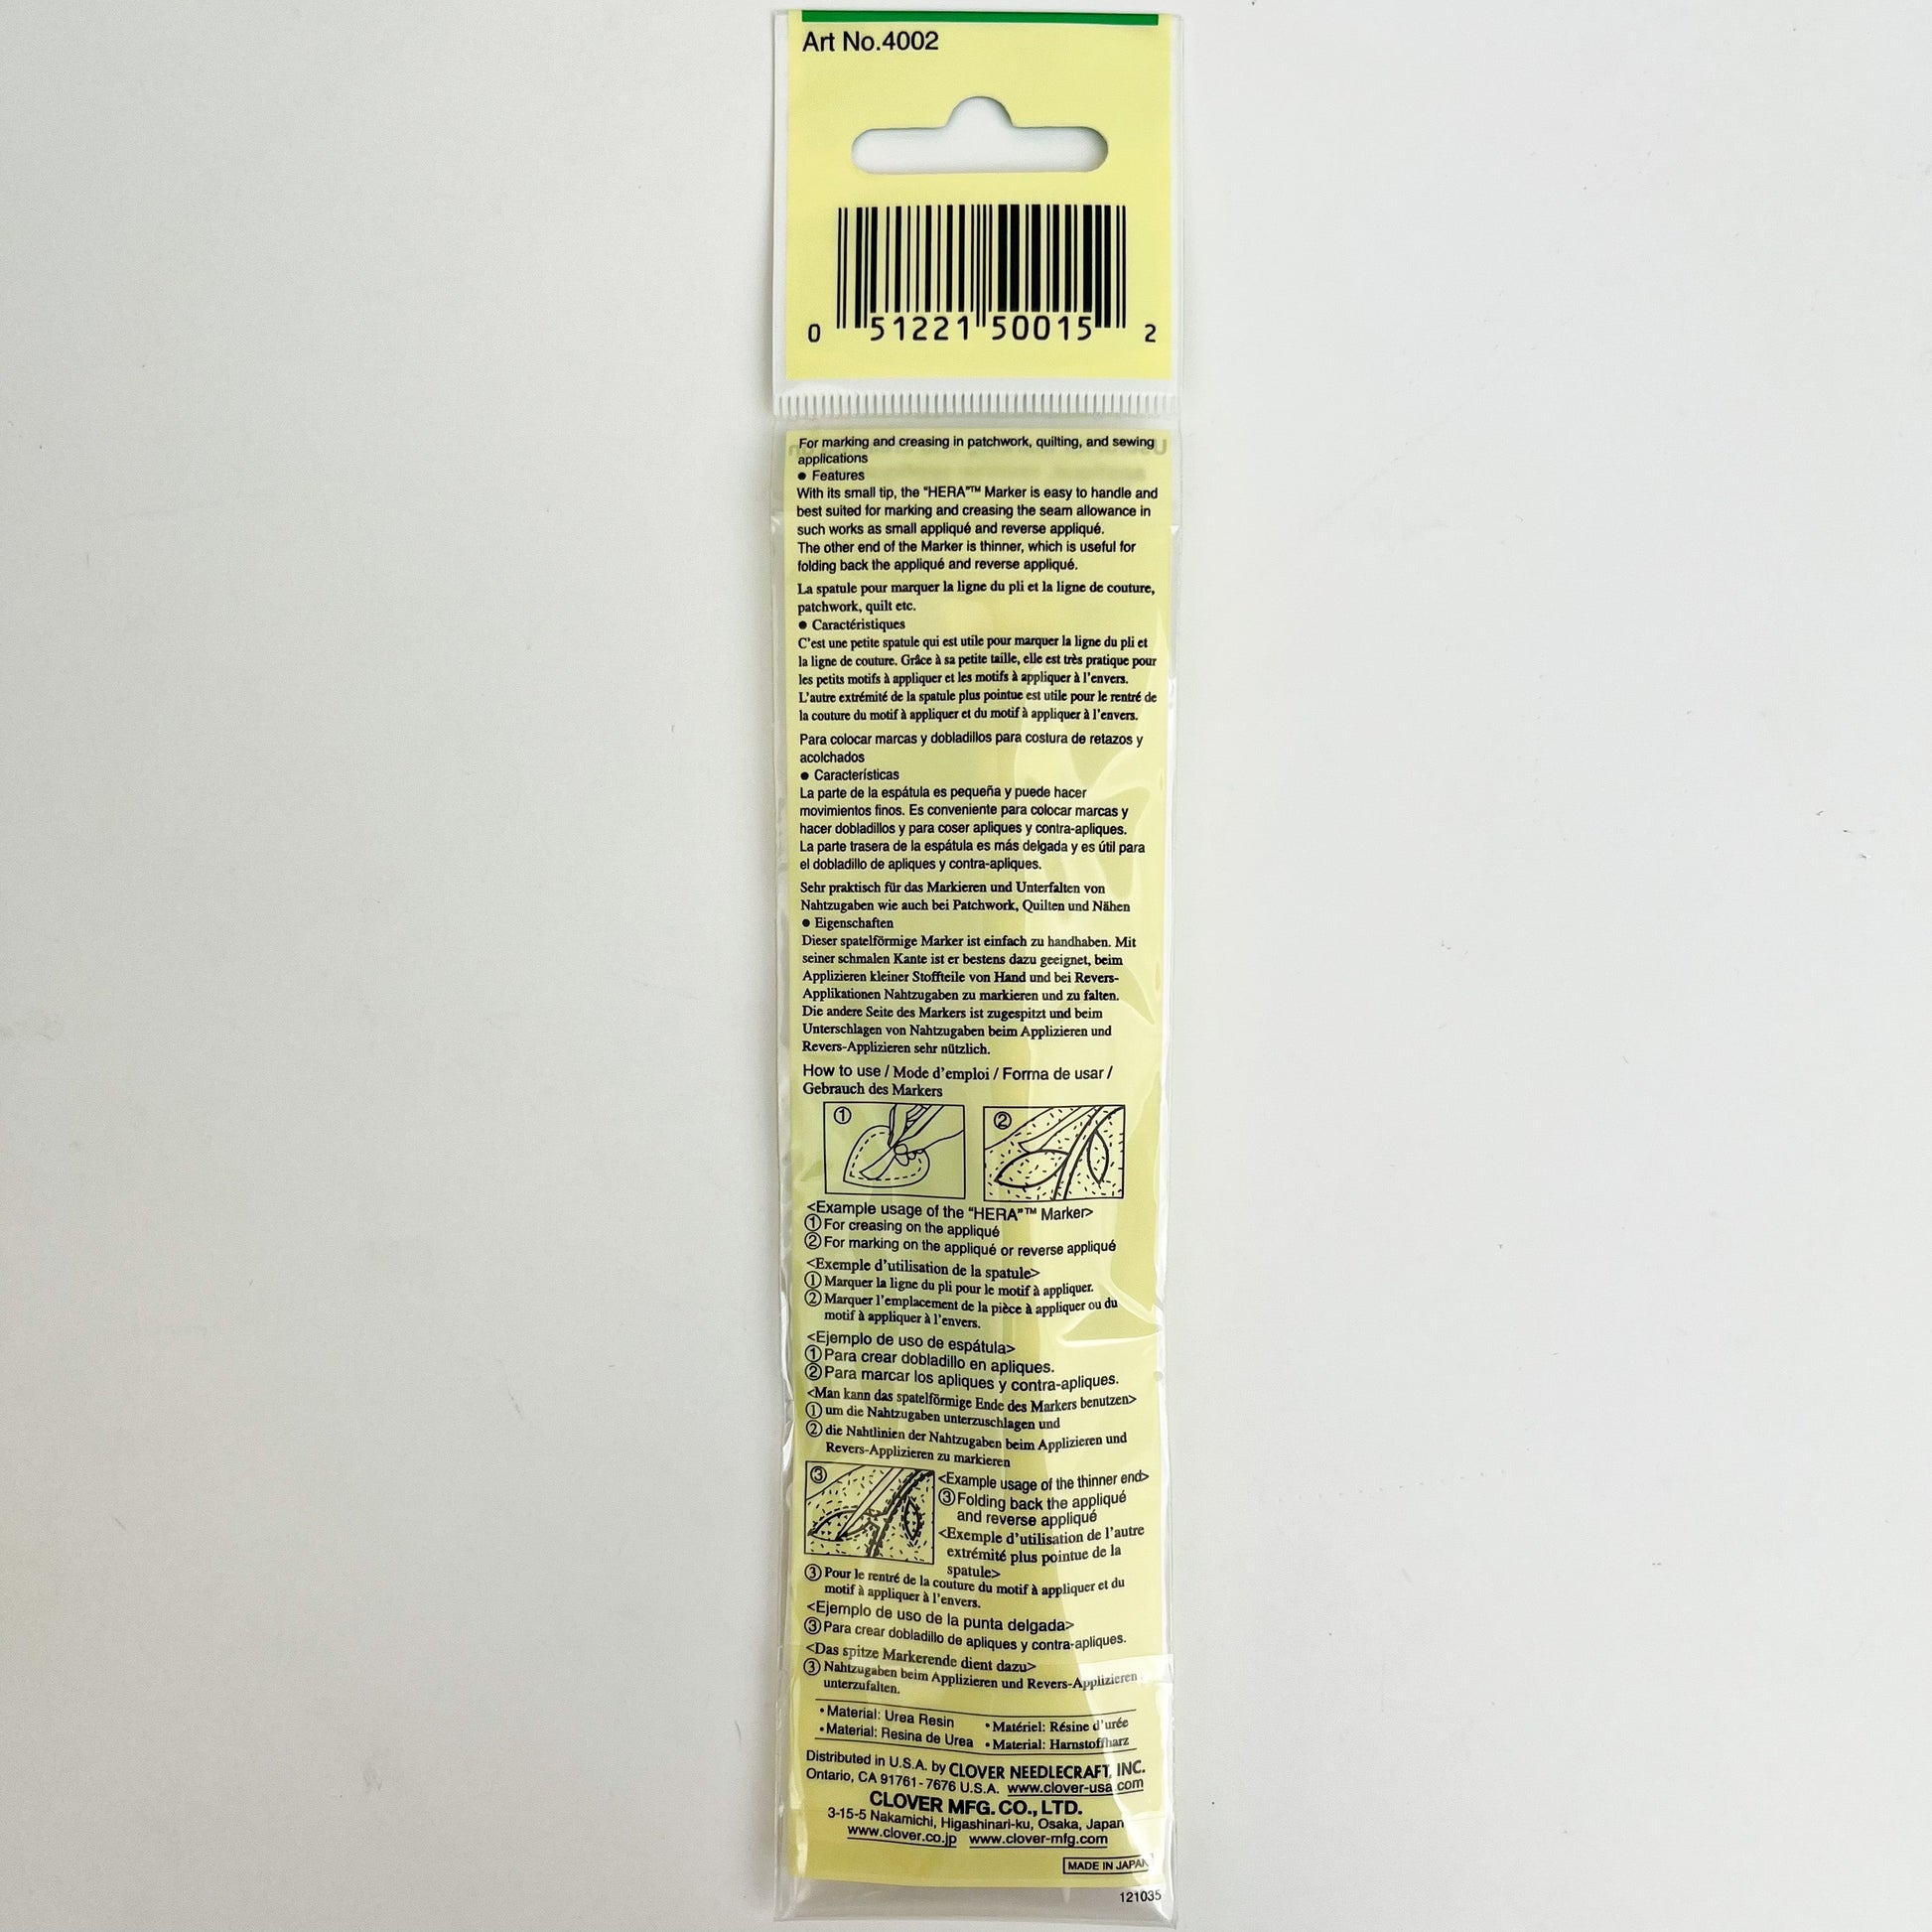 Art No.4002
0 51221 50015 2
For marking and creasing in patchwork, quilting, and sewing
applications
● Features
With its small tip, the "HERA"™ Marker is easy to handle and
best suited for marking and creasing the seam allowance in
such works as small appliqué and reverse appliqué.
The other end of the Marker is thinner, which is useful for
folding back the appliqué and reverse appliqué.
La spatule pour marquer la ligne du pli et la ligne de couture,
patchwork, quilt etc.
● Caractéristiques
C'est une petite spatule qui est utile pour marquer la ligne du pli et
la ligne de couture. Grâce à sa petite taille, elle est très pratique pour
les petits motifs à appliquer et les motifs à appliquer à l'envers.
L'autre extrémité de la spatule plus pointue est utile pour le rentré de
la couture du motif à appliquer et du motif à appliquer à l'envers.
Para colocar marcas y dobladillos para costura de retazos y
acolchados
● Características
La parte de la espátula es pequeña y puede hacer
movimientos finos. Es conveniente para colocar marcas y
hacer dobladillos y para coser apliques y contra-apliques.
La parte trasera de la espátula es más delgada y es útil para
el dobladillo de apliques y contra-apliques.
Sehr praktisch für das Markieren und Unterfalten von
Nahtzugaben wie auch bei Patchwork, Quilten und Nähen
● Eigenschaften
Dieser spatelförmige Marker ist einfach zu handhaben. Mit
seiner schmalen Kante ist er bestens dazu geeignet, beim
Applizieren kleiner Stoffteile von Hand und bei Revers-
Applikationen Nahtzugaben zu markieren und zu falten.
Die andere Seite des Markers ist zugespitzt und beim
Unterschlagen von Nahtzugaben beim Applizieren und
Revers-Applizieren sehr nützlich.
How to use / Mode d'emploi / Forma de usar /
Gebrauch des Markers
① ②
<Example usage of the "HERA"™ Marker>
① For creasing on the appliqué
② For marking on the appliqué or reverse appliqué
<Exemple d'utilisation de la spatule>
① Marquer la ligne du pli pour le motif à appliquer.
② Marquer l'emplacement de la pièce à appliquer ou du
motif à appliquer à l'envers.
<Ejemplo de uso de espátula>
① Para crear dobladillo en apliques.
② Para marcar los apliques y contra-apliques.
<Man kann das spatelförmige Ende des Markers benutzen>
① um die Nahtzugaben unterzuschlagen und
② die Nahtlinien der Nahtzugaben beim Applizieren und
Revers-Applizieren zu markieren
③
<Example usage of the thinner end>
③ Folding back the appliqué
and reverse appliqué
<Exemple d'utilisation de l'autre
extrémité plus pointue de la
spatule>
③ Pour le rentré de la couture du motif à appliquer et du
motif à appliquer à l'envers.
<Ejemplo de uso de la punta delgada>
③ Para crear dobladillo de apliques y contra-apliques.
<Das spitze Markerende dient dazu>
③ Nahtzugaben beim Applizieren und Revers-Applizieren
unterzufalten.
• Material: Urea Resin • Matériel: Résine d'urée
• Material: Resina de Urea • Material: Harnstoffharz
Distributed in U.S.A. by CLOVER NEEDLECRAFT, INC.
Ontario, CA 91761-7676 U.S.A. www.clover-usa.com
CLOVER MFG. CO., LTD.
3-15-5 Nakamichi, Higashinari-ku, Osaka, Japan
www.clover.co.jp www.clover-mfg.com
MADE IN JAPAN
121035